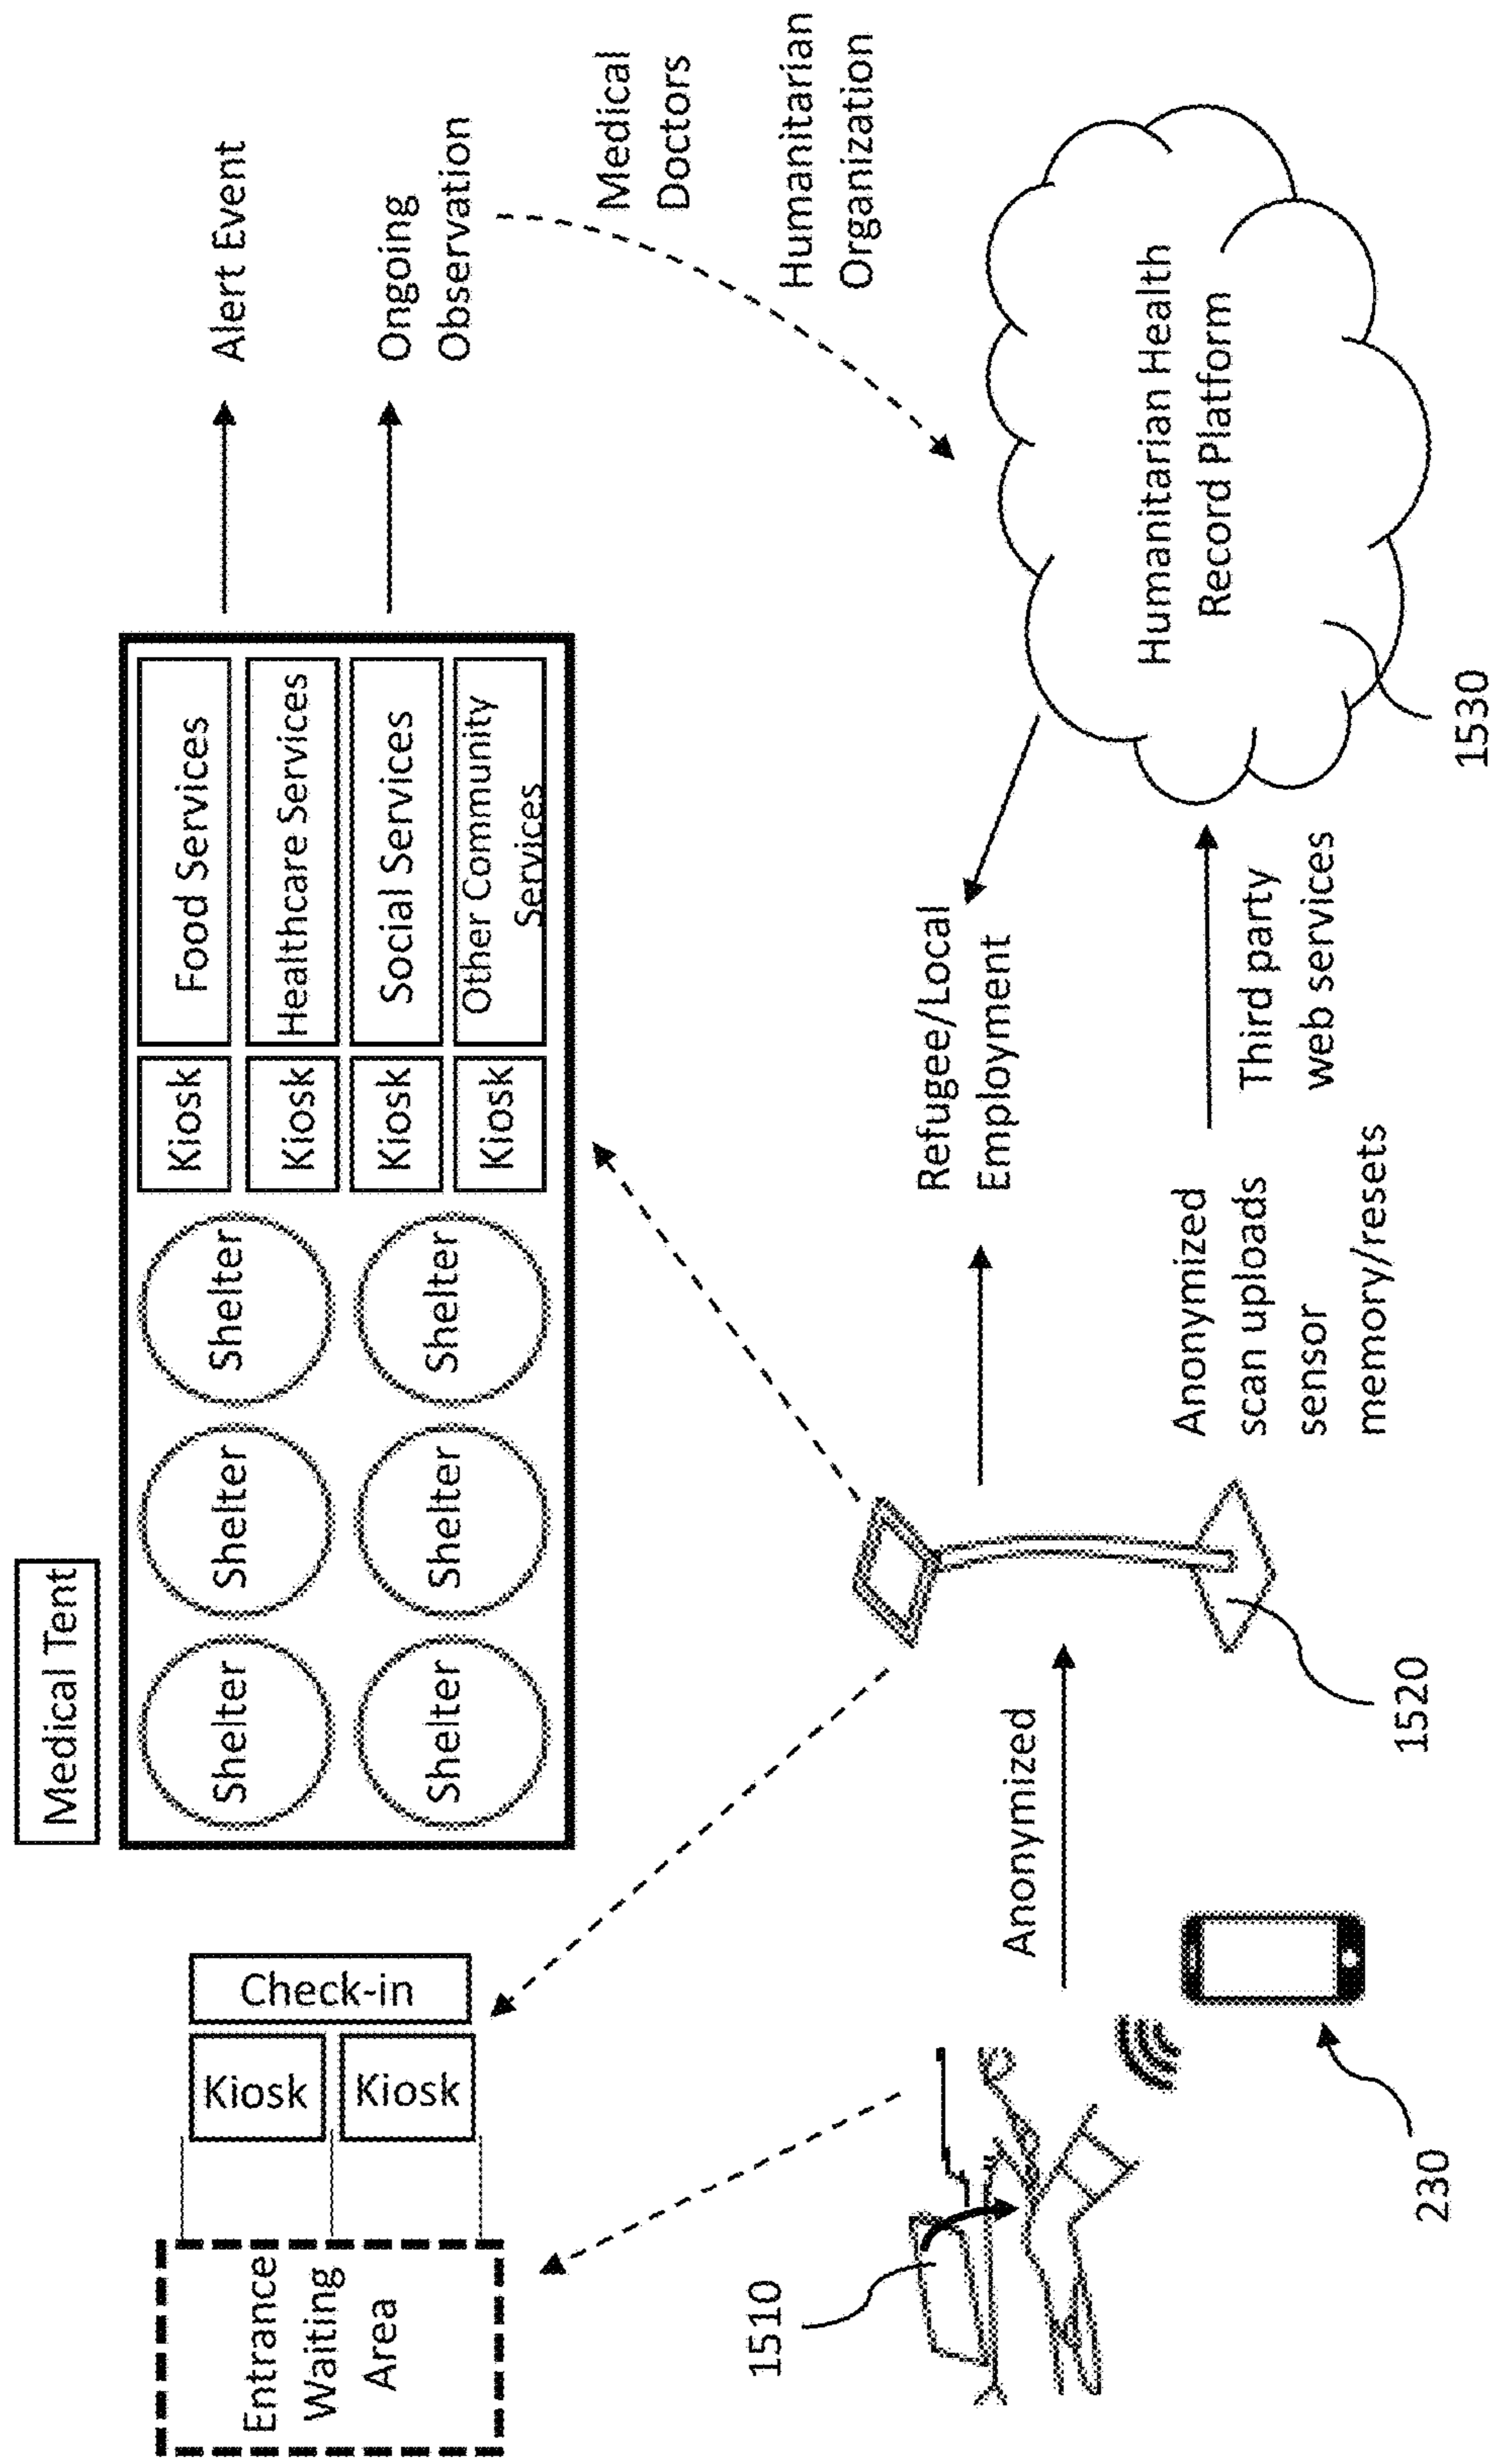 Medical Tent
Entrance
Waiting
Area
Kiosk
Kiosk
Check-in
Shelter
Shelter
Shelter
Shelter
Shelter
Shelter
Kiosk
Kiosk
Kiosk
Kiosk
Food Services
Healthcare Services
Social Services
Other Community
Services
Alert Event
Ongoing
Observation
Medical
Doctors
Humanitarian
Organization
1510
230
Anonymized
1520
Refugee/Local
Employment
Anonymized
scan uploads
sensor
memory/resets
Third party
web services
Humanitarian Health
Record Platform
1530